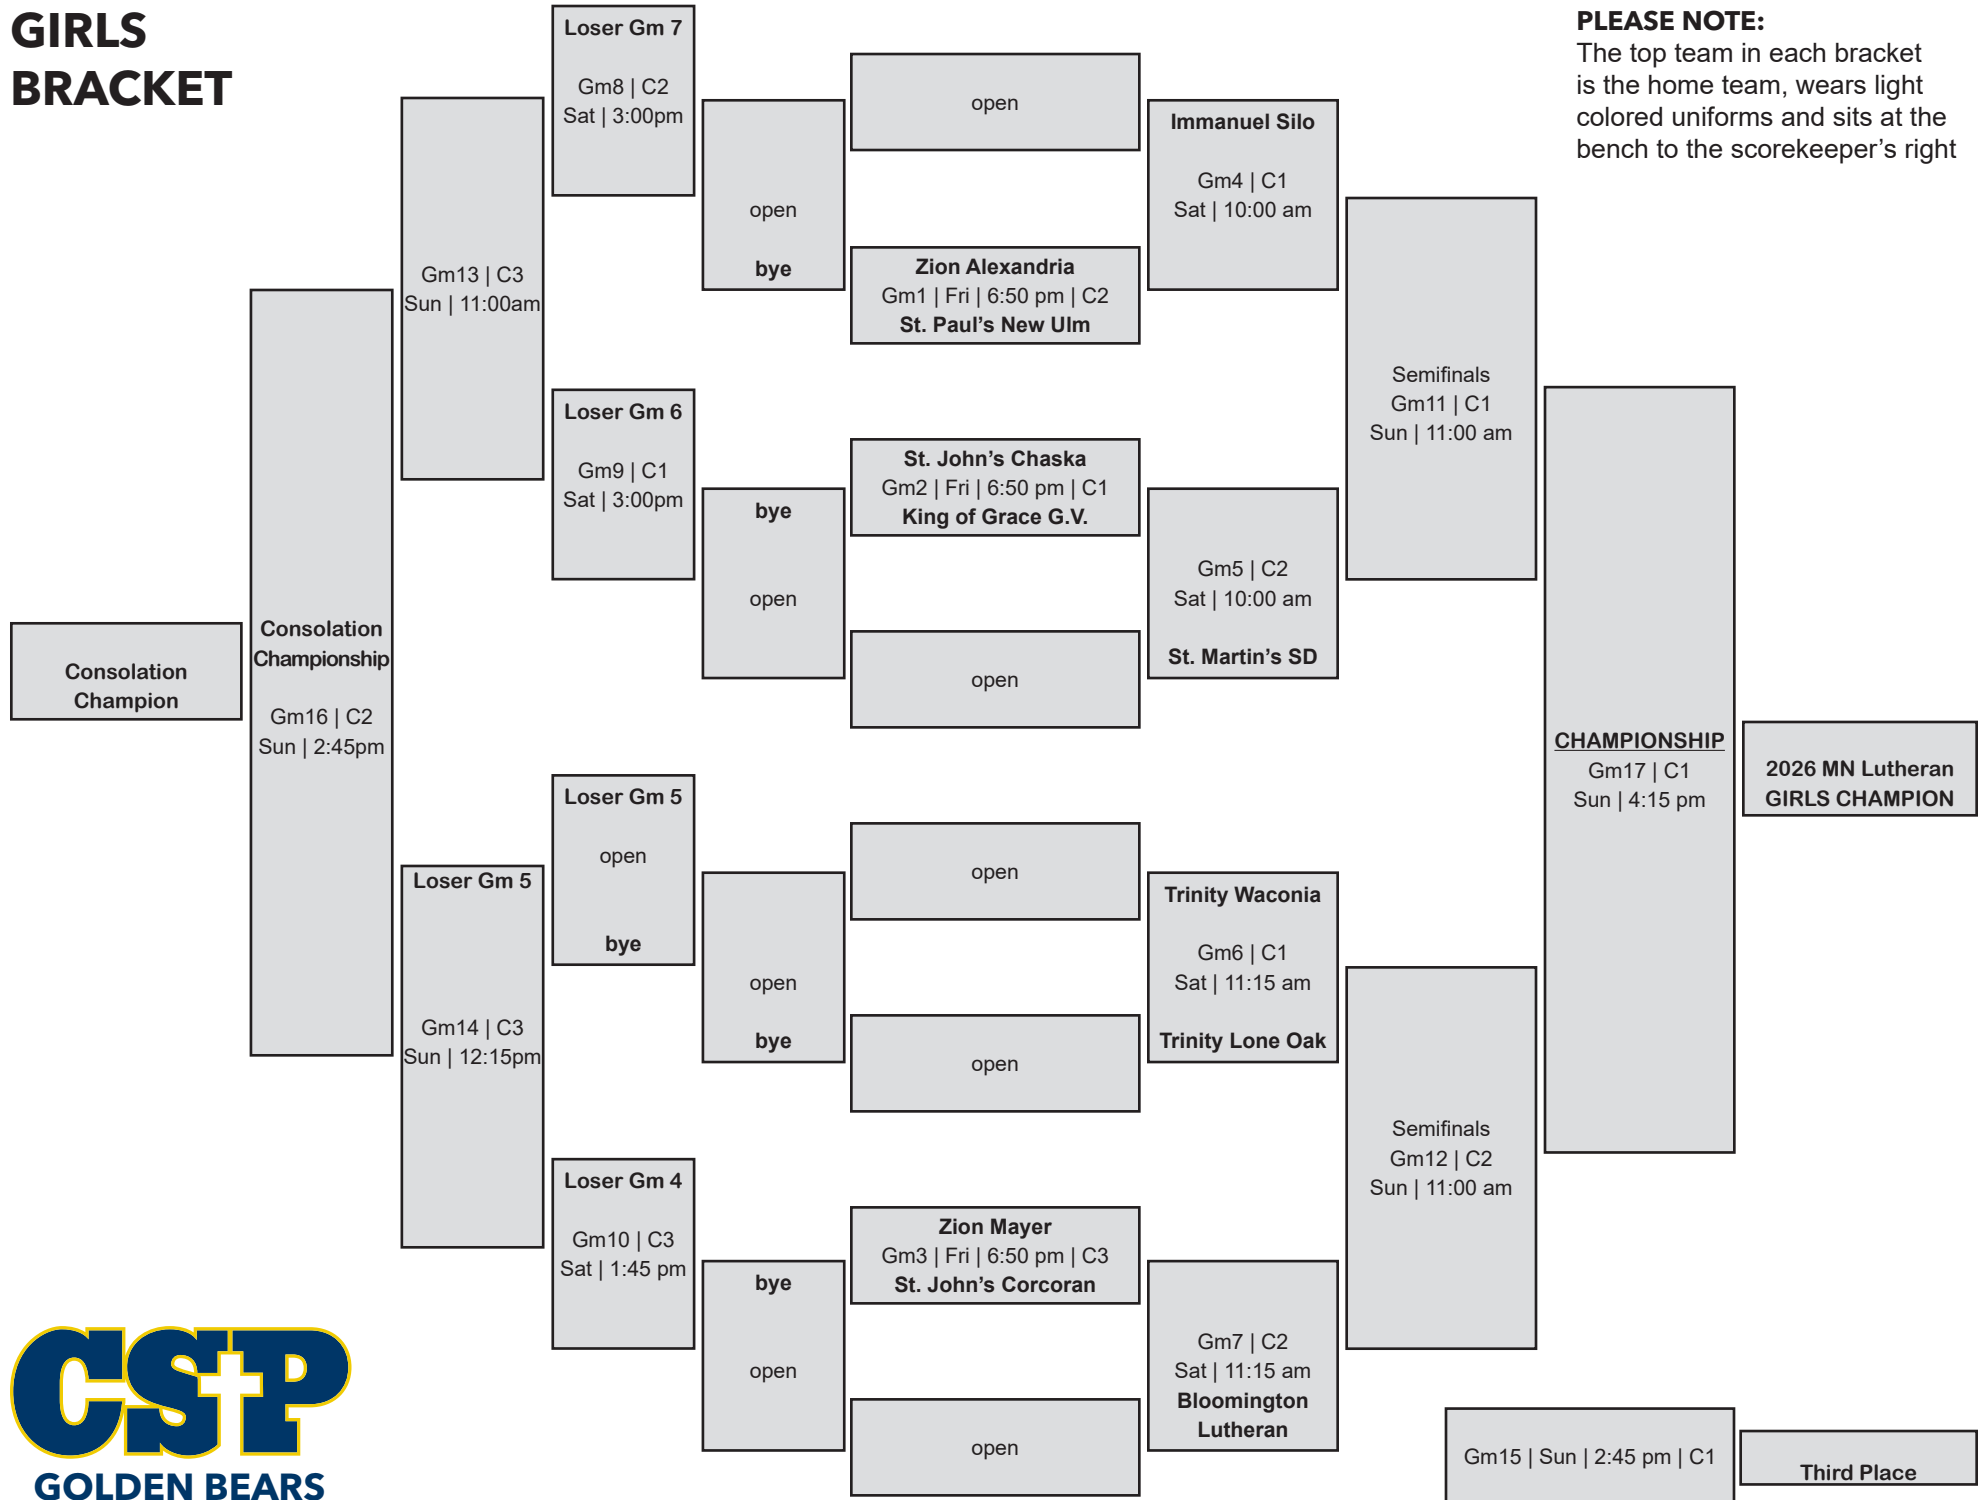 GIRLS
BRACKET
PLEASE NOTE:
The top team in each bracket
is the home team, wears light
colored uniforms and sits at the
bench to the scorekeeper's right
Consolation
Champion
Consolation
Championship
Gm16 | C2
Sun | 2:45pm
Gm13 | C3
Sun | 11:00am
Loser Gm 5
Gm14 | C3
Sun | 12:15pm
Loser Gm 7
Gm8 | C2
Sat | 3:00pm
Loser Gm 6
Gm9 | C1
Sat | 3:00pm
Loser Gm 5
open
bye
Loser Gm 4
Gm10 | C3
Sat | 1:45 pm
open
bye
bye
open
open
bye
bye
open
open
Zion Alexandria
Gm1 | Fri | 6:50 pm | C2
St. Paul's New Ulm
St. John's Chaska
Gm2 | Fri | 6:50 pm | C1
King of Grace G.V.
open
open
open
Zion Mayer
Gm3 | Fri | 6:50 pm | C3
St. John's Corcoran
open
Immanuel Silo
Gm4 | C1
Sat | 10:00 am
Gm5 | C2
Sat | 10:00 am
St. Martin's SD
Trinity Waconia
Gm6 | C1
Sat | 11:15 am
Trinity Lone Oak
Gm7 | C2
Sat | 11:15 am
Bloomington
Lutheran
Semifinals
Gm11 | C1
Sun | 11:00 am
Semifinals
Gm12 | C2
Sun | 11:00 am
CHAMPIONSHIP
Gm17 | C1
Sun | 4:15 pm
2026 MN Lutheran
GIRLS CHAMPION
Gm15 | Sun | 2:45 pm | C1
Third Place
CSP
GOLDEN BEARS